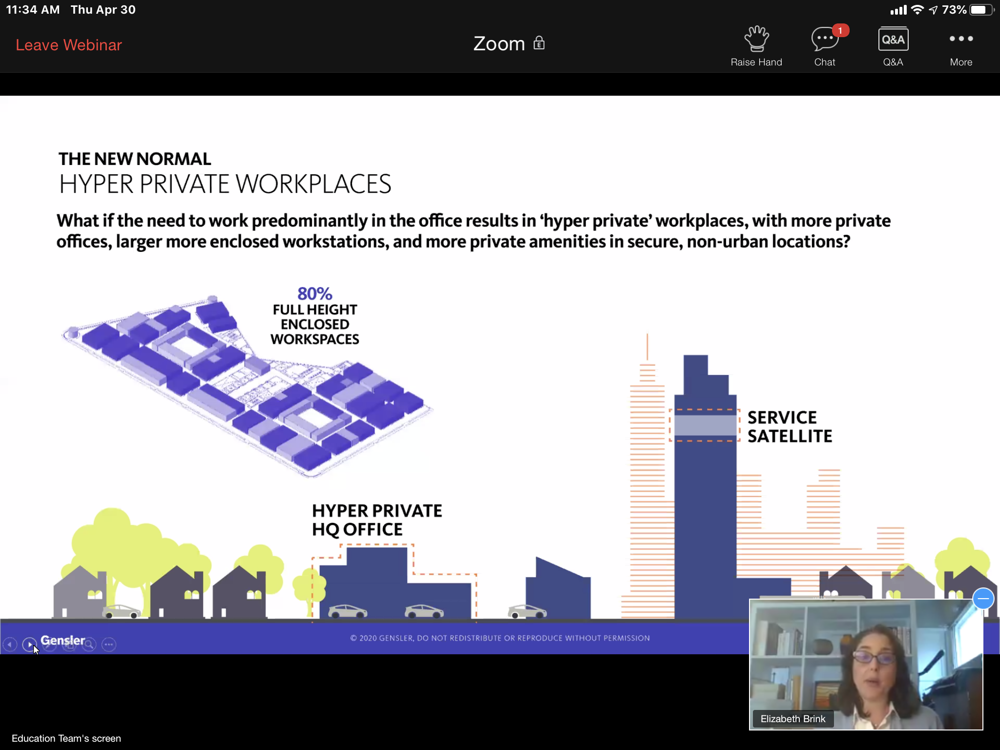 11:34 AM Thu Apr 30
73%
Leave Webinar
Zoom
E
Raise Hand
1
Chat
Q&A
Q&A
More
THE NEW NORMAL
HYPER PRIVATE WORKPLACES
What if the need to work predominantly in the office results in ‘hyper private’ workplaces, with more private
offices, larger more enclosed workstations, and more private amenities in secure, non-urban locations?
80%
FULL HEIGHT
ENCLOSED
WORKSPACES
SERVICE
SATELLITE
HYPER PRIVATE
HQ OFFICE
Gensler
© 2020 GENSLER, DO NOT REDISTRIBUTE OR REPRODUCE WITHOUT PERMISSION
Elizabeth Brink
Education Team's screen